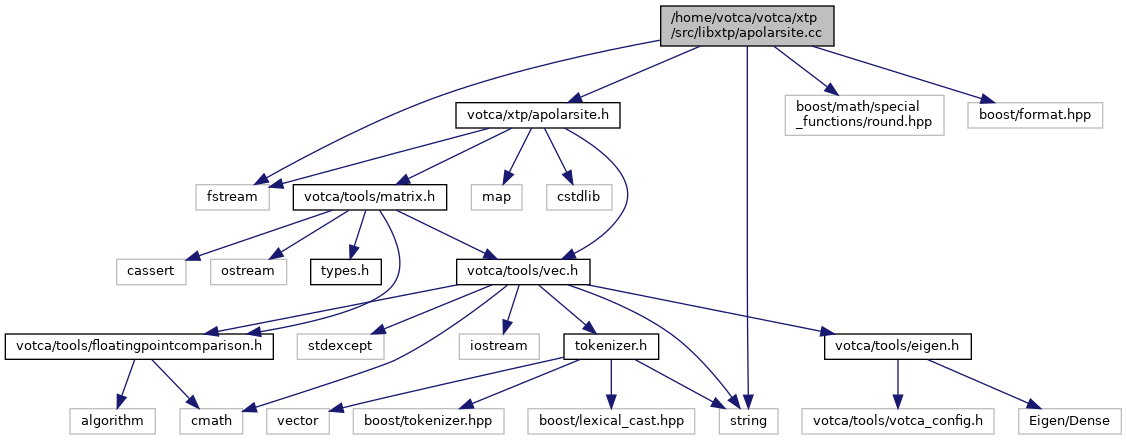 /home/votca/votca/xtp
/src/libxtp/apolarsite.cc
boost/math/special
_functions/round.hpp
votca/xtp/apolarsite.h
boost/format.hpp
fstream
votca/tools/matrix.h
map
cstdlib
cassert
ostream
types.h
votca/tools/vec.h
votca/tools/floatingpointcomparison.h
stdexcept
iostream
tokenizer.h
votca/tools/eigen.h
algorithm
cmath
vector
boost/tokenizer.hpp
boost/lexical_cast.hpp
string
votca/tools/votca_config.h
Eigen/Dense